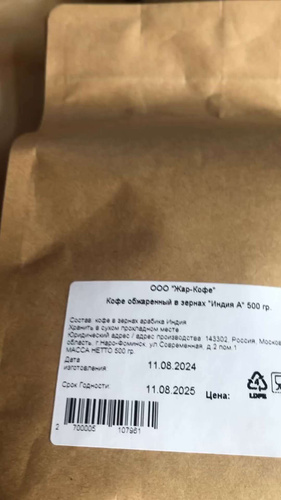 ООО "Жар-Кофе"
Кофе обжаренный в зернах "Индия А" 500 гр.
Состав: кофе в зернах арабика Индия
Хранить в сухом прохладном месте
Юридический адрес / адрес производства: 143302, Россия, Москов
область, г.Наро-Фоминск, ул.Современная, д.2 пом.1
МАССА НЕТТО 500 гр.
Дата
изготовления 11.08.2024
Срок Годности 11.08.2025 Цена:
LDPE
2 700005 107961